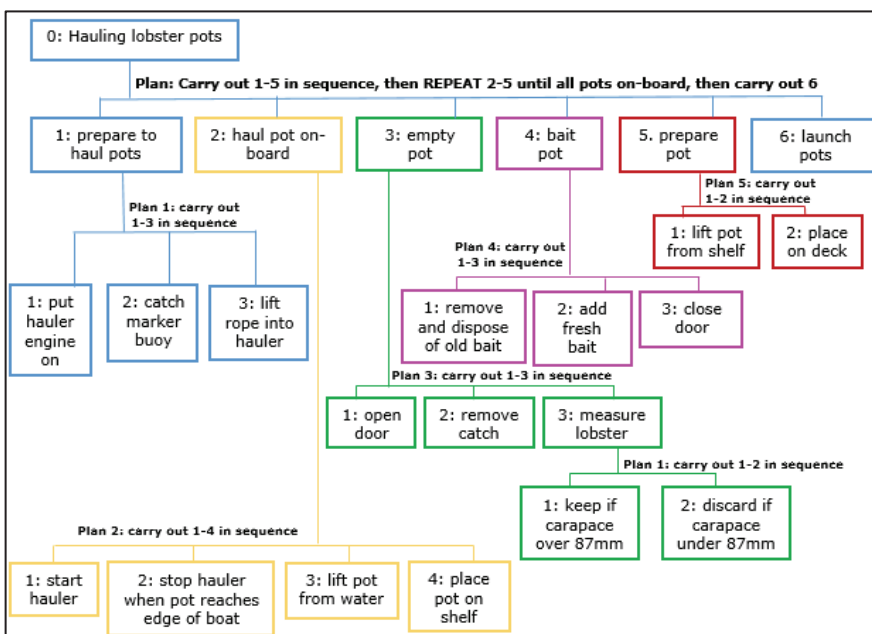 0: Hauling lobster pots
Plan: Carry out 1-5 in sequence, then REPEAT 2-5 until all pots on-board, then carry out 6
1: prepare to
haul pots
2: haul pot on-
board
3: empty
pot
4: bait
pot
5. prepare
pot
6: launch
pots
Plan 1: carry out
1-3 in sequence
1: put
hauler
engine
on
2: catch
marker
buoy
3: lift
rope into
hauler
Plan 5: carry out
1-2 in sequence
1: lift pot
from shelf
2: place
on deck
Plan 4: carry out
1-3 in sequence
1: remove
and dispose
of old bait
2: add
fresh
bait
3: close
door
Plan 3: carry out 1-3 in sequence
1: open
door
2: remove
catch
3: measure
lobster
Plan 1: carry out 1-2 in sequence
1: keep if
carapace
over 87mm
2: discard if
carapace
under 87mm
Plan 2: carry out 1-4 in sequence
1: start
hauler
2: stop hauler
when pot reaches
edge of boat
3: lift pot
from water
4: place
pot on
shelf